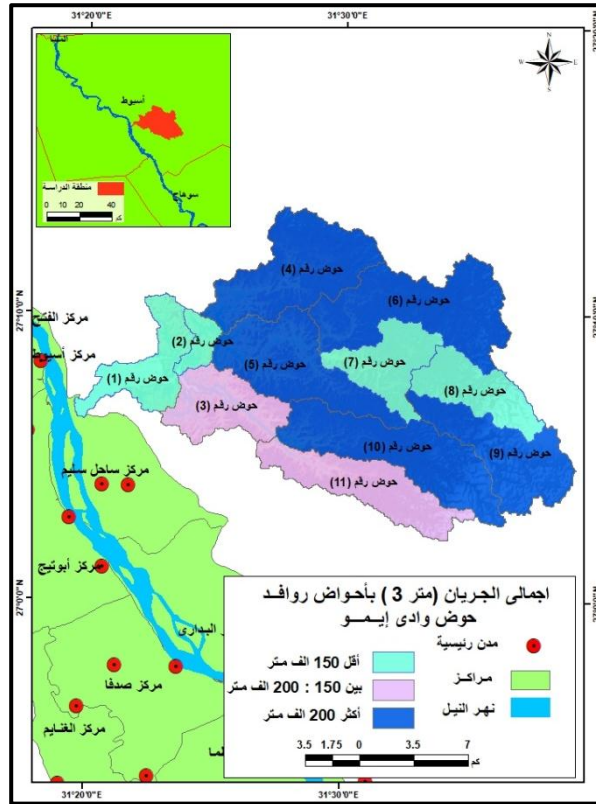 31°20'0"E
31°30'0"E
27°20'0"N
المنيا
أسيوط
سوهاج
منطقة الدراسة
0 10 20 40
كم
N
W E
S
حوض رقم (4)
حوض رقم (6)
27°10'0"N
مركز الفتح
مركز أسيوط
حوض رقم (2)
حوض رقم (5)
حوض رقم (7)
حوض رقم (1)
حوض رقم (8)
حوض رقم (3)
حوض رقم (10)
حوض رقم (9)
حوض رقم (11)
مركز ساحل سليم
مركز أبوتيج
27°0'0"N
البدارى
مركز صدفا
مركز الغنايم
اجمالى الجريان (متر 3 ) بأحواض روافد
حوض وادى إيمو
مدن رئيسية
أقل 150 الف متر
مراكز
بين 150 : 200 الف متر
نهر النيل
أكثر 200 الف متر
3.5 1.75 0 3.5 7
كم
31°20'0"E
31°30'0"E